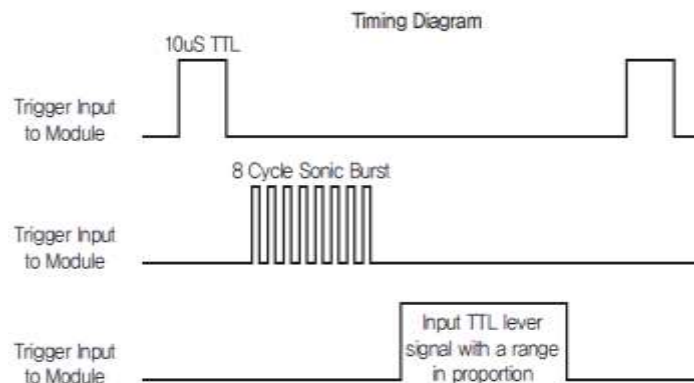 Timing Diagram
10uS TTL
Trigger Input
to Module
8 Cycle Sonic Burst
Trigger Input
to Module
Input TTL lever
signal with a range
in proportion
Trigger Input
to Module